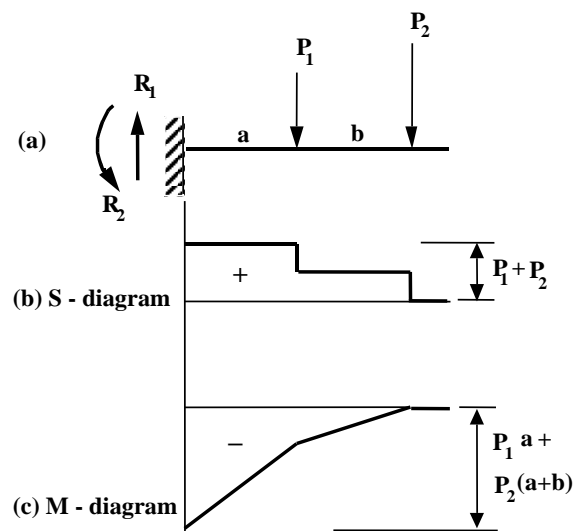 P1
P2
R1
(a)
a
b
R2
+
P1 + P2
(b) S - diagram
–
P1 a +
P2 (a+b)
(c) M - diagram